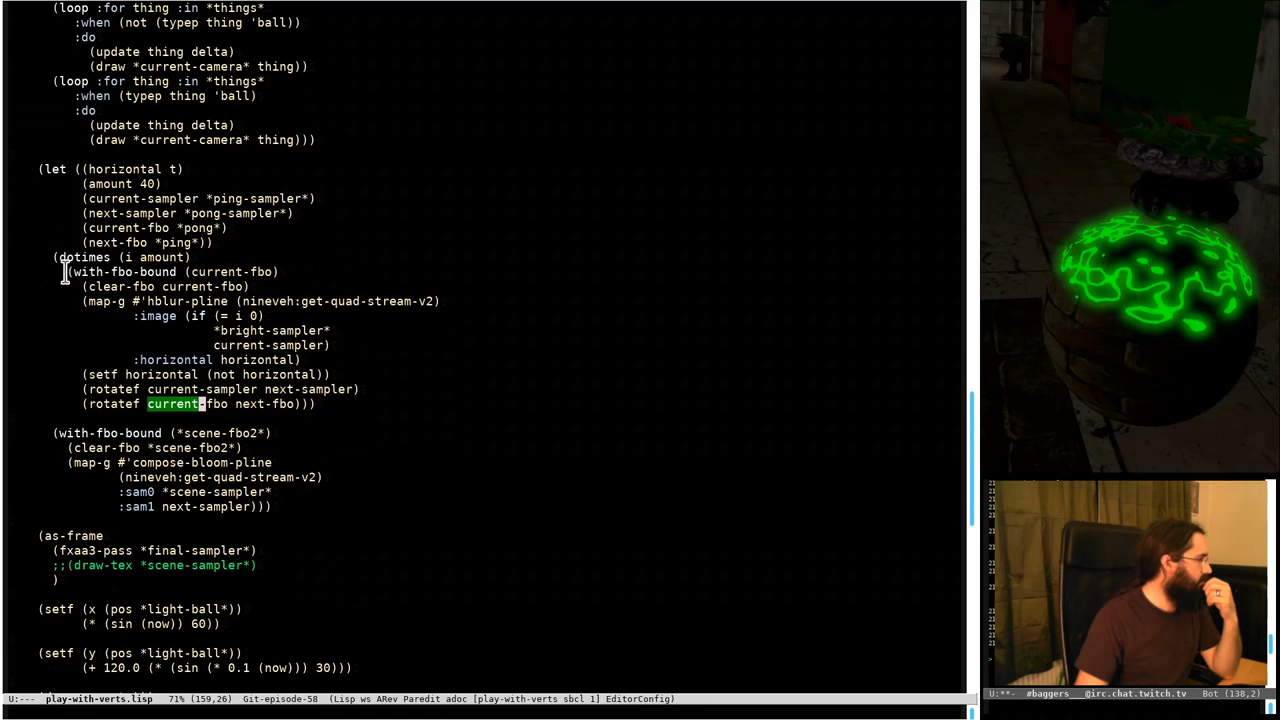 (loop :for thing :in *things*
:when (not (typep thing 'ball))
:do
(update thing delta)
(draw *current-camera* thing))
(loop :for thing :in *things*
:when (typep thing 'ball)
:do
(update thing delta)
(draw *current-camera* thing)))
(let ((horizontal t)
(amount 40)
(current-sampler *ping-sampler*)
(next-sampler *pong-sampler*)
(current-fbo *pong*)
(next-fbo *ping*))
(dotimes (i amount)
(with-fbo-bound (current-fbo)
(clear-fbo current-fbo)
(map-g #'hblur-pline (nineveh:get-quad-stream-v2)
:image (if (= i 0)
*bright-sampler*
current-sampler)
:horizontal horizontal)
(setf horizontal (not horizontal))
(rotatef current-sampler next-sampler)
(rotatef current-fbo next-fbo)))
(with-fbo-bound (*scene-fbo2*)
(clear-fbo *scene-fbo2*)
(map-g #'compose-bloom-pline
(nineveh:get-quad-stream-v2)
:sam0 *scene-sampler*
:sam1 next-sampler)))
(as-frame
(fxaa3-pass *final-sampler*)
;;(draw-tex *scene-sampler*)
)
(setf (x (pos *light-ball*))
(* (sin (now)) 60))
(setf (y (pos *light-ball*))
(+ 120.0 (* (sin (* 0.1 (now))) 30)))
U:--- play-with-verts.lisp 71% (159,26) Git-episode-58 (Lisp ws ARev Paredit adoc [play-with-verts sbcl 1] EditorConfig)
U:**- #baggers___@irc.chat.twitch.tv Bot (138,2)